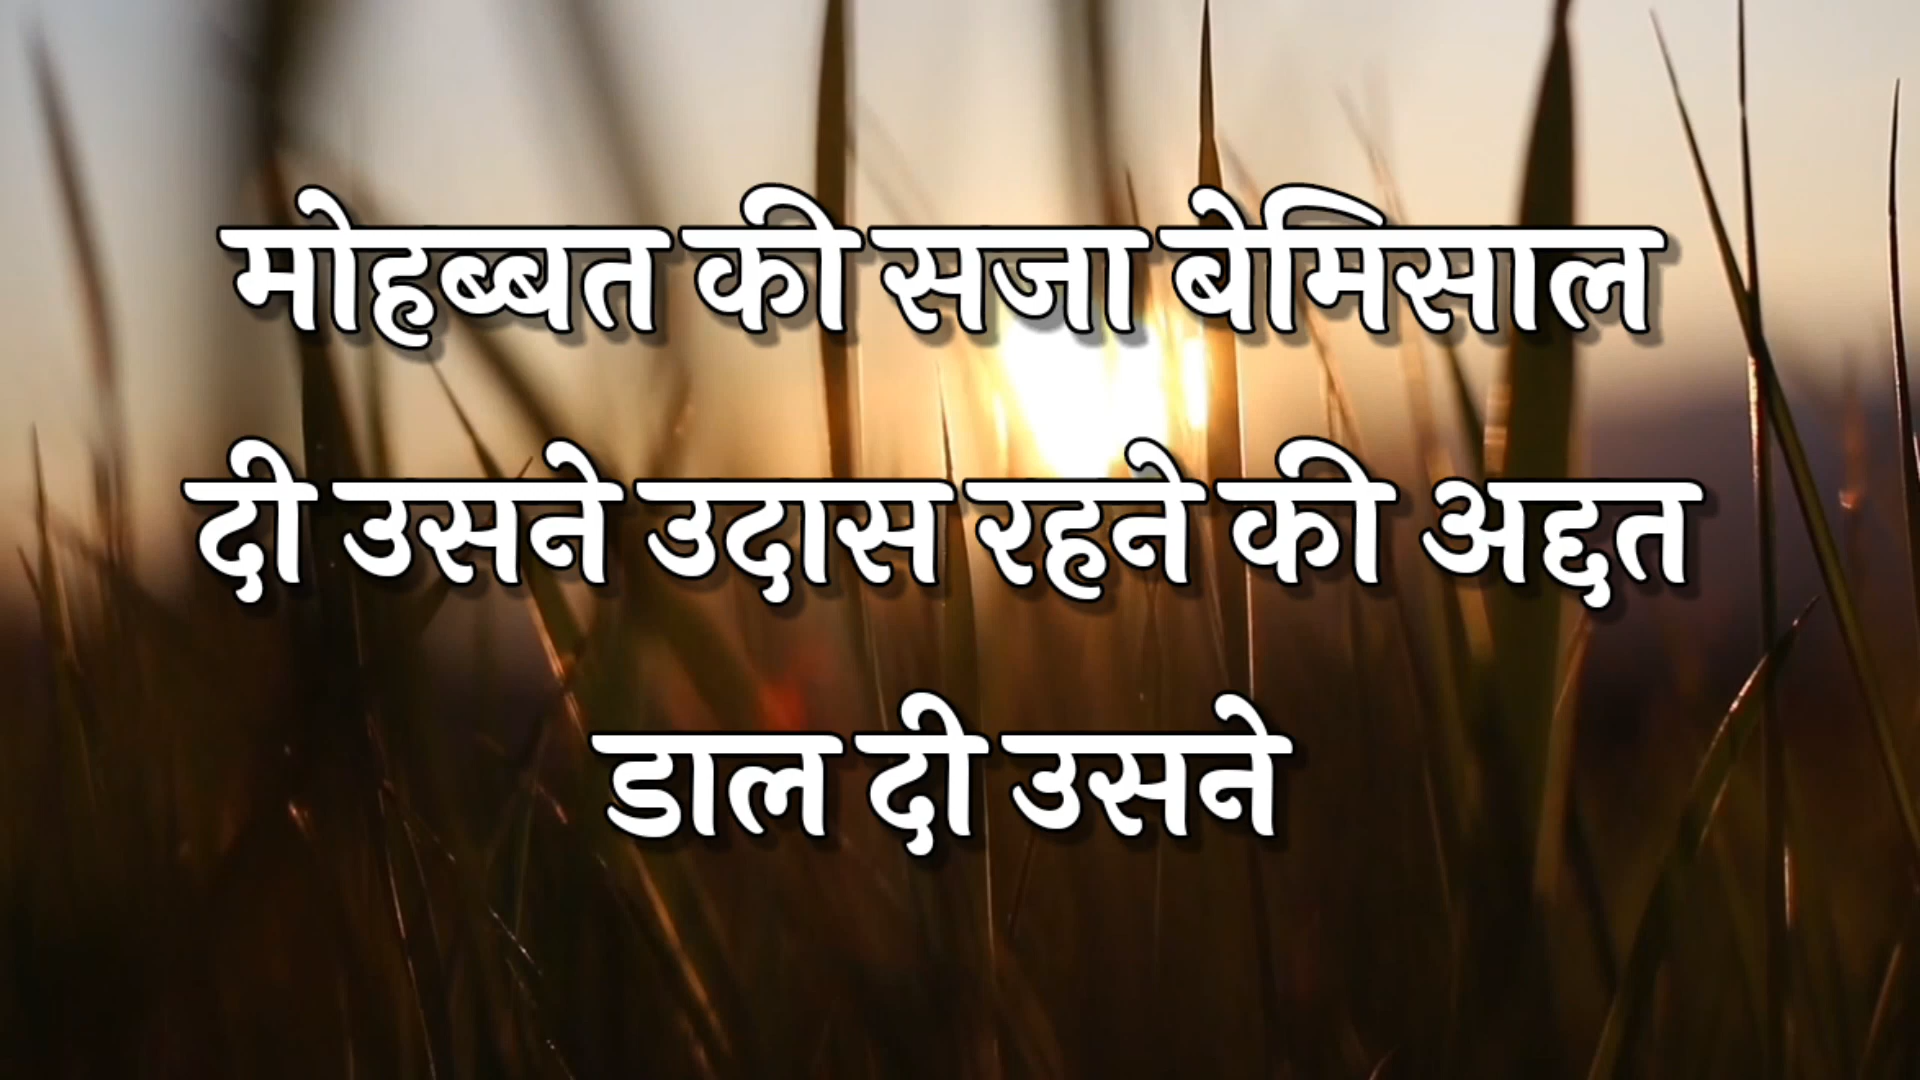 मोहब्बत की सजा बेमिसाल
दी उसने उदास रहने की अद्दत
डाल दी उसने